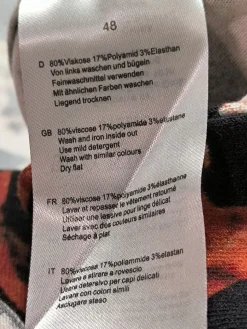 48
D 80%Viskose 17%Polyamid 3%Elasthan
Von links waschen und bügeln
Feinwaschmittel verwenden
Mit ähnlichen Farben waschen
Liegend trocknen
GB 80%viscose 17%polyamide 3%elastane
Wash and iron inside out
Use mild detergent
Wash with similar colours
Dry flat
FR 80%viscose 17%polyamide 3%elasthanne
Laver et repasser le vêtement retourné
Utiliser une lessive pour linge délicat
Laver avec des couleurs similaires
Séchage à plat
IT 80%viscose 17%poliammide 3%elastan
Lavare e stirare a rovescio
Usare detersivo per capi delicati
Lavare con colori simili
Asciugare steso